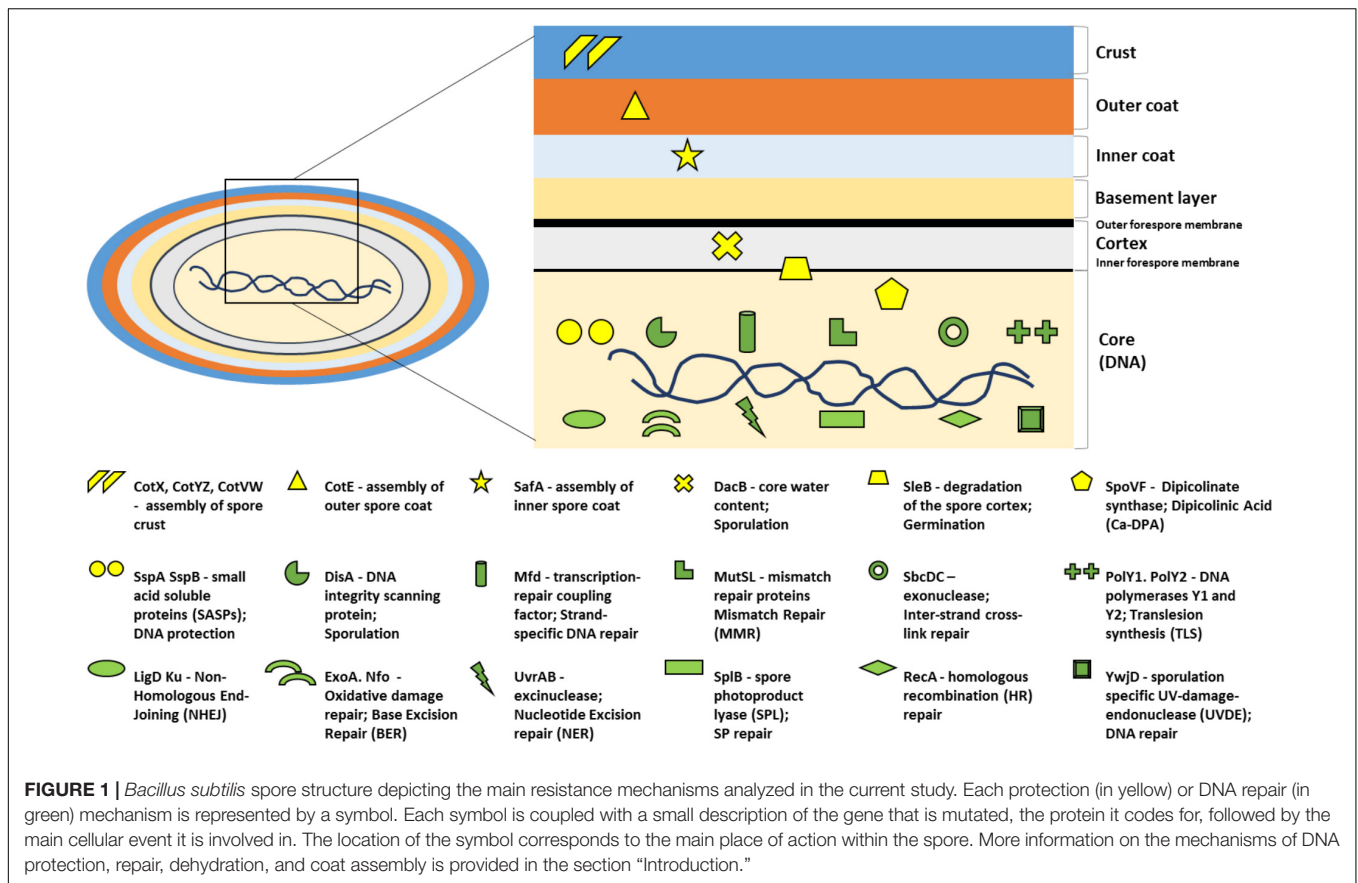 Crust
Outer coat
Inner coat
Basement layer
Outer forespore membrane
Cortex
Inner forespore membrane
Core
(DNA)
CotX, CotYZ, CotVW
- assembly of spore
crust
CotE - assembly of
outer spore coat
SafA - assembly of
inner spore coat
DacB - core water
content;
Sporulation
SleB - degradation
of the spore cortex;
Germination
SpoVF - Dipicolinate
synthase; Dipicolinic Acid
(Ca-DPA)
SspA SspB - small
acid soluble
proteins (SASPs);
DNA protection
DisA - DNA
integrity scanning
protein;
Sporulation
Mfd - transcription-
repair coupling
factor; Strand-
specific DNA repair
MutSL - mismatch
repair proteins
Mismatch Repair
(MMR)
SbcDC –
exonuclease;
Inter-strand cross-
link repair
PolY1. PolY2 - DNA
polymerases Y1 and
Y2; Translesion
synthesis (TLS)
LigD Ku - Non-
Homologous End-
Joining (NHEJ)
ExoA. Nfo -
Oxidative damage
repair; Base Excision
Repair (BER)
UvrAB -
excinuclease;
Nucleotide Excision
repair (NER)
SplB - spore
photoproduct
lyase (SPL);
SP repair
RecA - homologous
recombination (HR)
repair
YwjD - sporulation
specific UV-damage-
endonuclease (UVDE);
DNA repair
FIGURE 1 | Bacillus subtilis spore structure depicting the main resistance mechanisms analyzed in the current study. Each protection (in yellow) or DNA repair (in
green) mechanism is represented by a symbol. Each symbol is coupled with a small description of the gene that is mutated, the protein it codes for, followed by the
main cellular event it is involved in. The location of the symbol corresponds to the main place of action within the spore. More information on the mechanisms of DNA
protection, repair, dehydration, and coat assembly is provided in the section “Introduction.”